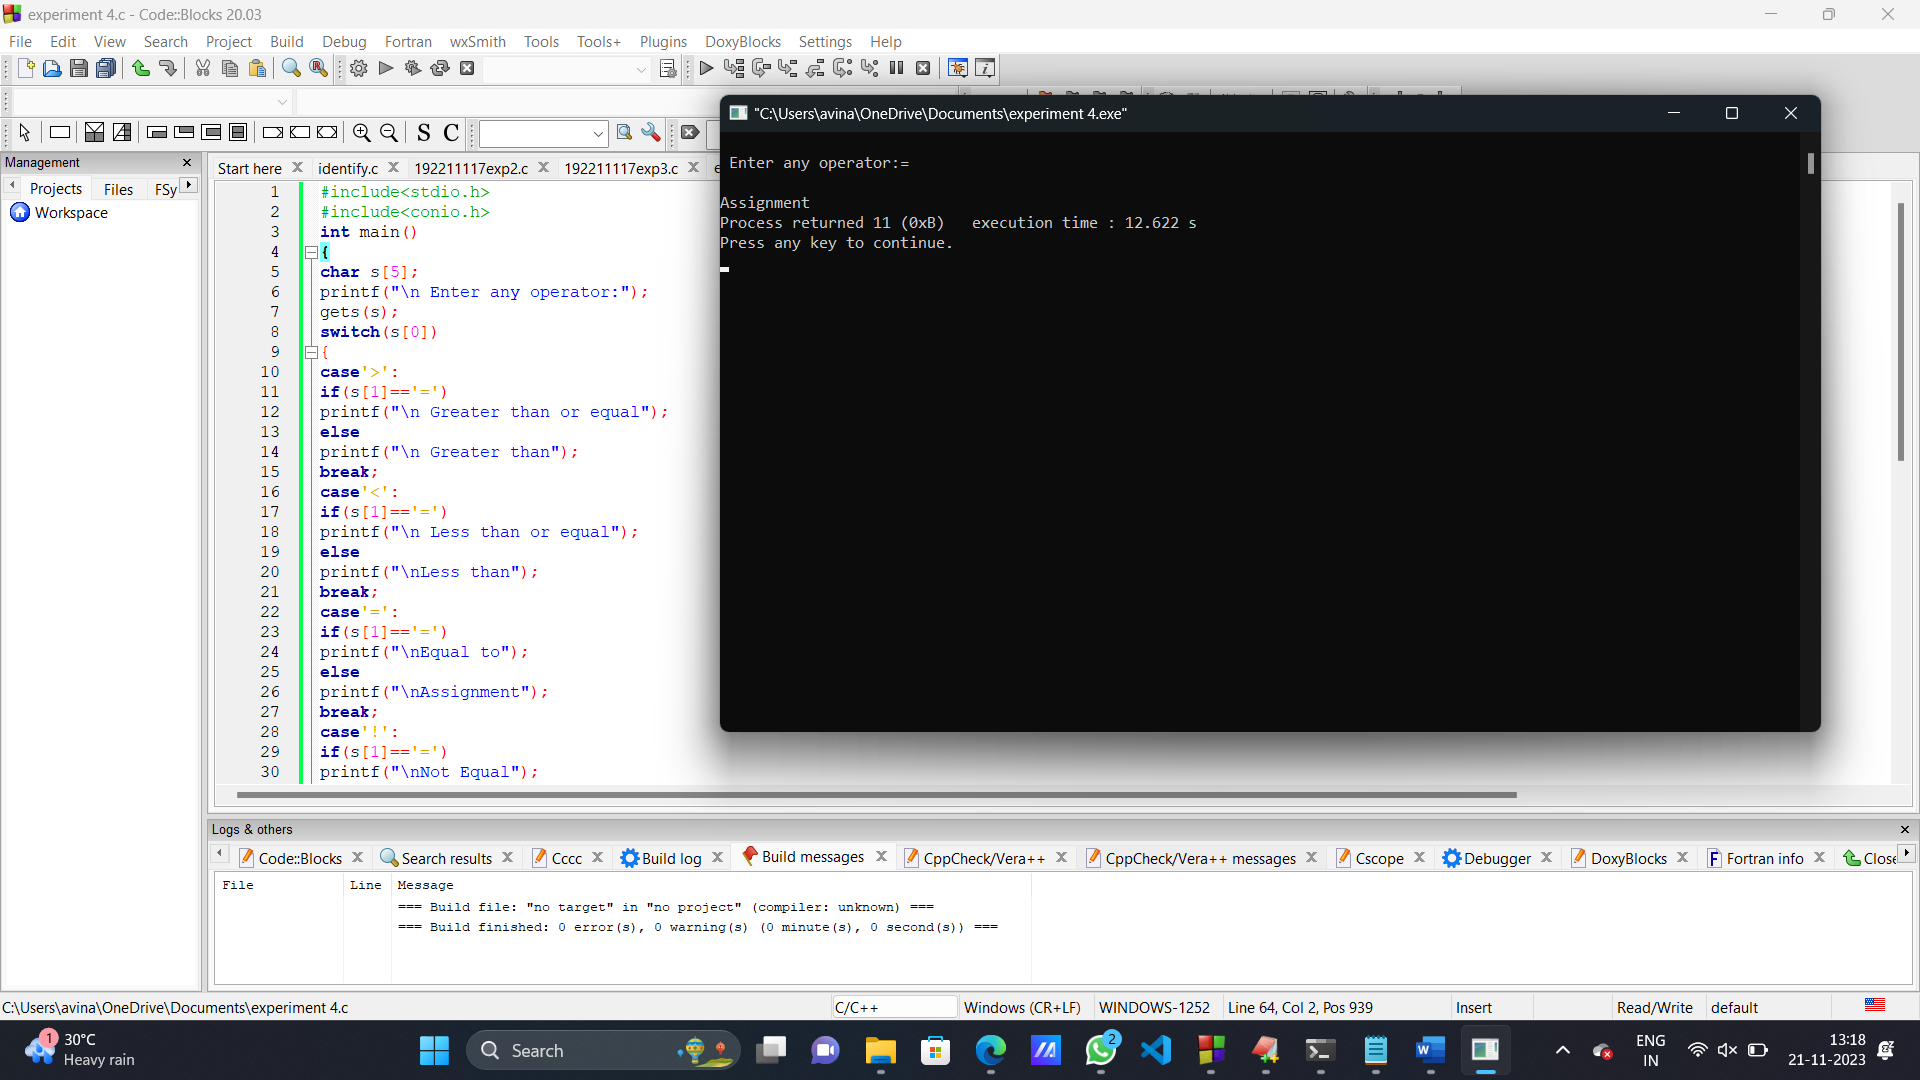 experiment 4.c - Code::Blocks 20.03
File Edit View Search Project Build Debug Fortran wxSmith Tools Tools+ Plugins DoxyBlocks Settings Help
S C
"C:\Users\avina\OneDrive\Documents\experiment 4.exe"
Enter any operator:=
Assignment
Process returned 11 (0xB)   execution time : 12.622 s
Press any key to continue.
Management
Projects Files FSy
Workspace
Start here identify.c 192211117exp2.c 192211117exp3.c e
1 #include<stdio.h>
2 #include<conio.h>
3 int main()
4 {
5 char s[5];
6 printf("\n Enter any operator:");
7 gets(s);
8 switch(s[0])
9 {
10 case'>':
11 if(s[1]=='=')
12 printf("\n Greater than or equal");
13 else
14 printf("\n Greater than");
15 break;
16 case'<':
17 if(s[1]=='=')
18 printf("\n Less than or equal");
19 else
20 printf("\nLess than");
21 break;
22 case'=':
23 if(s[1]=='=')
24 printf("\nEqual to");
25 else
26 printf("\nAssignment");
27 break;
28 case'!':
29 if(s[1]=='=')
30 printf("\nNot Equal");
Logs & others
Code::Blocks Search results Cccc Build log Build messages CppCheck/Vera++ CppCheck/Vera++ messages Cscope Debugger DoxyBlocks Fortran info Close
File Line Message
=== Build file: "no target" in "no project" (compiler: unknown) ===
=== Build finished: 0 error(s), 0 warning(s) (0 minute(s), 0 second(s)) ===
C:\Users\avina\OneDrive\Documents\experiment 4.c C/C++ Windows (CR+LF) WINDOWS-1252 Line 64, Col 2, Pos 939 Insert Read/Write default
1 30°C
Heavy rain
Search
2
ENG
IN
13:18
21-11-2023